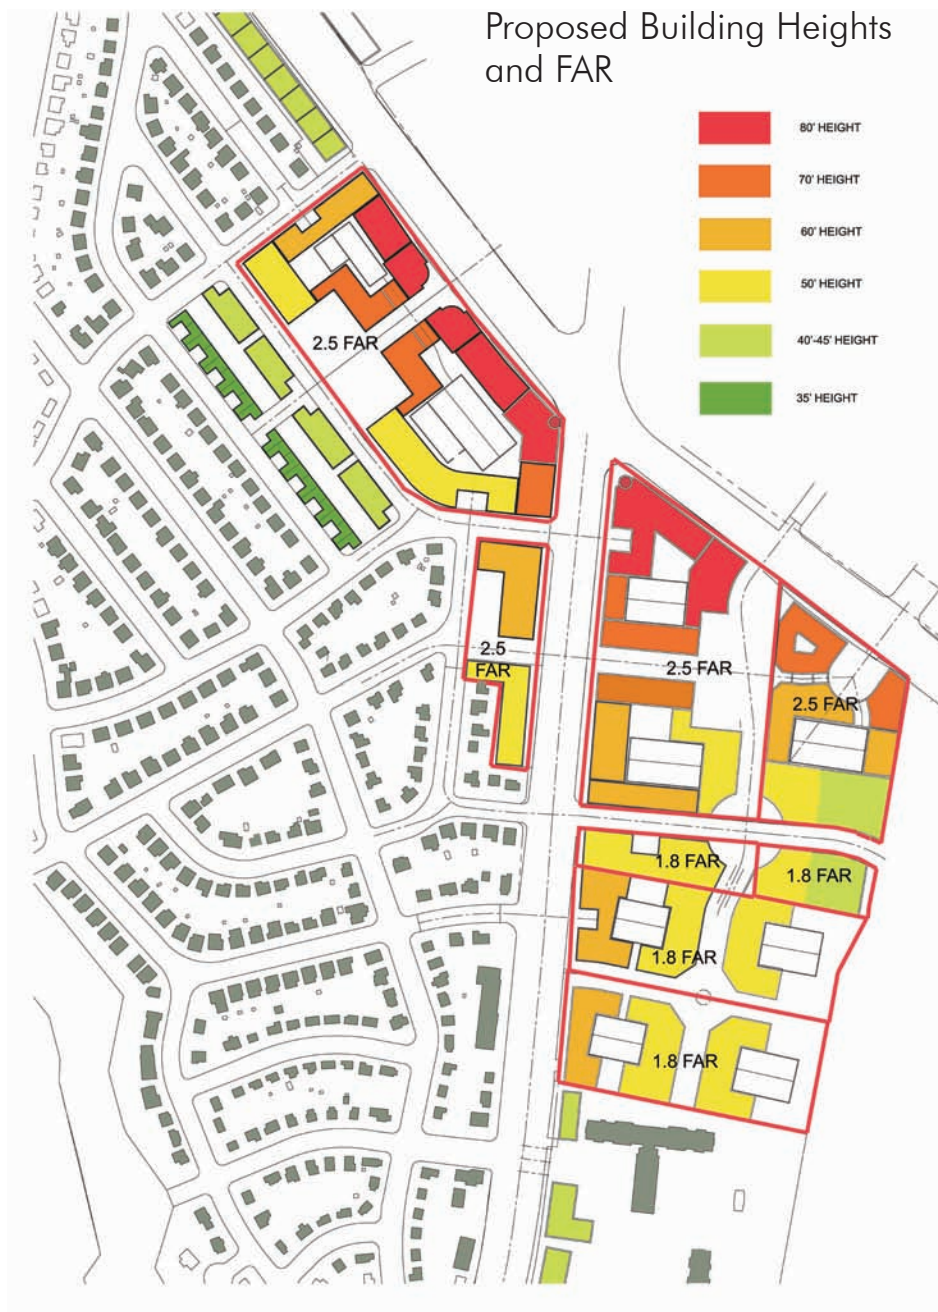 Proposed Building Heights
and FAR
80' HEIGHT
70' HEIGHT
60' HEIGHT
50' HEIGHT
40'-45' HEIGHT
35' HEIGHT
2.5 FAR
2.5
FAR
2.5 FAR
2.5 FAR
1.8 FAR
1.8 FAR
1.8 FAR
1.8 FAR